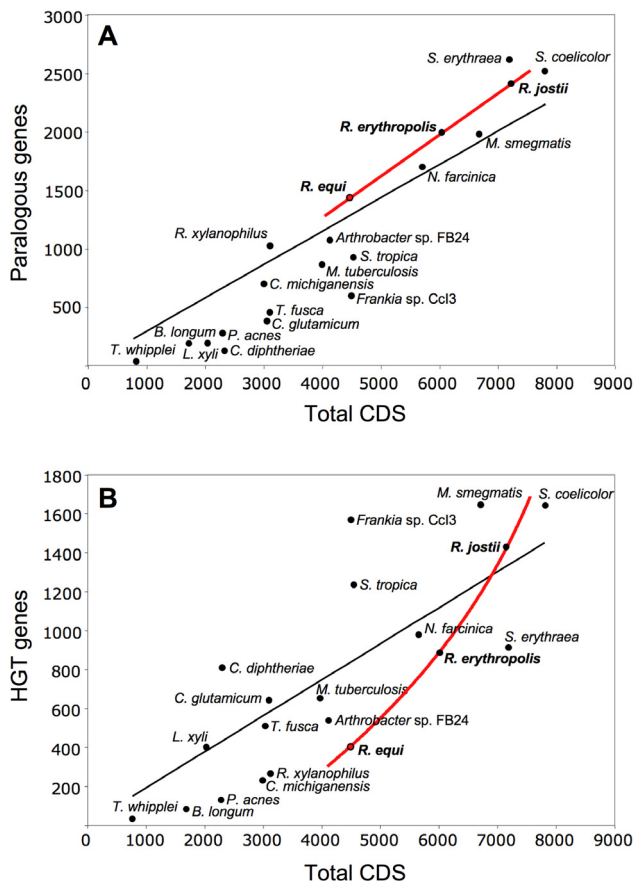 A
3000
2500
2000
1500
1000
500
Paralogous genes
S. erythraea
S. coelicolor
R. jostii
R. erythropolis
M. smegmatis
N. farcinica
R. equi
R. xylanophilus
Arthrobacter sp. FB24
S. tropica
M. tuberculosis
C. michiganensis
Frankia sp. CcI3
T. fusca
C. glutamicum
B. longum
P. acnes
T. whipplei
L. xyli
C. diphtheriae
0 1000 2000 3000 4000 5000 6000 7000 8000 9000
Total CDS
B
1800
1600
1400
1200
1000
800
600
400
200
HGT genes
M. smegmatis
S. coelicolor
Frankia sp. CcI3
R. jostii
S. tropica
N. farcinica
S. erythraea
R. erythropolis
C. diphtheriae
C. glutamicum
M. tuberculosis
T. fusca
Arthrobacter sp. FB24
L. xyli
R. equi
R. xylanophilus
C. michiganensis
T. whipplei
P. acnes
B. longum
0 1000 2000 3000 4000 5000 6000 7000 8000 9000
Total CDS